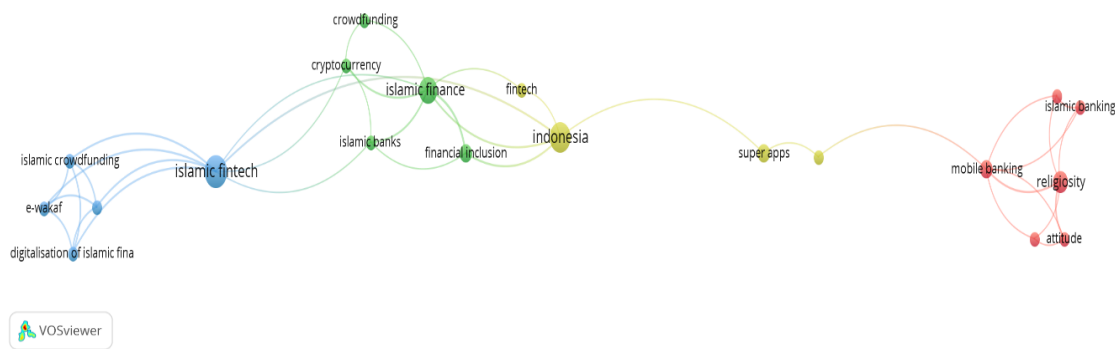 crowdfunding
cryptocurrency
islamic finance
fintech
islamic banking
indonesia
islamic banks
financial inclusion
super apps
islamic crowdfunding
islamic fintech
mobile banking
religiosity
e-wakaf
attitude
digitalisation of islamic fina
VOSviewer